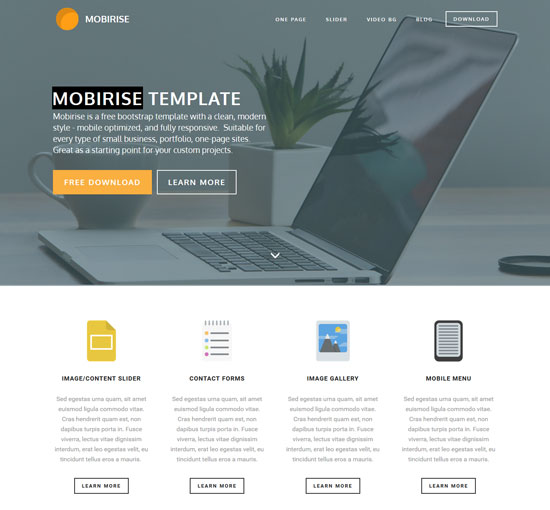 MOBIRISE
ONE PAGE SLIDER VIDEO BG BLOG DOWNLOAD
MOBIRISE TEMPLATE
Mobirise is a free bootstrap template with a clean, modern
style - mobile optimized, and fully responsive. Suitable for
every type of small business, portfolio, one-page sites.
Great as a starting point for your custom projects.
FREE DOWNLOAD LEARN MORE
IMAGE/CONTENT SLIDER
Sed egestas urna quam, sit amet
euismod ligula commodo vitae.
Cras hendrerit quam est, non
dapibus turpis porta in. Fusce
viverra, lectus vitae dignissim
interdum, erat leo egestas velit, eu
tincidunt tellus eros a mauris.
LEARN MORE
CONTACT FORMS
Sed egestas urna quam, sit amet
euismod ligula commodo vitae.
Cras hendrerit quam est, non
dapibus turpis porta in. Fusce
viverra, lectus vitae dignissim
interdum, erat leo egestas velit, eu
tincidunt tellus eros a mauris.
LEARN MORE
IMAGE GALLERY
Sed egestas urna quam, sit amet
euismod ligula commodo vitae.
Cras hendrerit quam est, non
dapibus turpis porta in. Fusce
viverra, lectus vitae dignissim
interdum, erat leo egestas velit, eu
tincidunt tellus eros a mauris.
LEARN MORE
MOBILE MENU
Sed egestas urna quam, sit amet
euismod ligula commodo vitae.
Cras hendrerit quam est, non
dapibus turpis porta in. Fusce
viverra, lectus vitae dignissim
interdum, erat leo egestas velit, eu
tincidunt tellus eros a mauris.
LEARN MORE